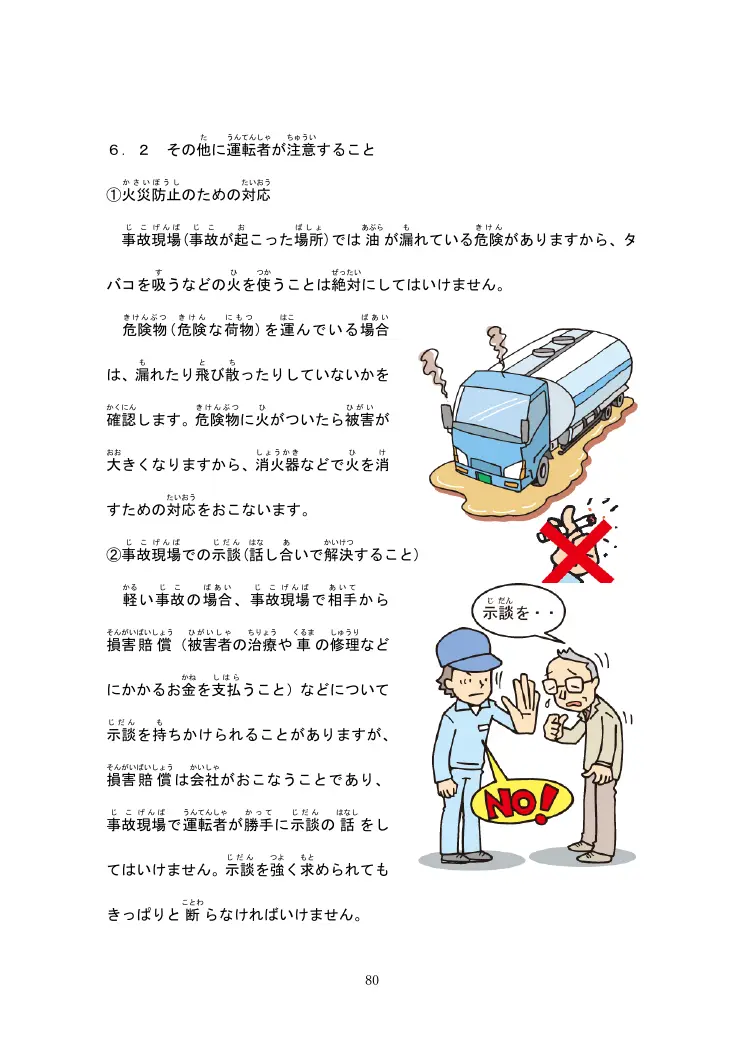 ６．２　その他に運転者が注意すること
①火災防止のための対応
事故現場（事故が起こった場所）では油が漏れている危険がありますから、タ
バコを吸うなどの火を使うことは絶対にしてはいけません。
危険物（危険な荷物）を運んでいる場合
は、漏れたり飛び散ったりしていないかを
確認します。危険物に火がついたら被害が
大きくなりますから、消火器などで火を消
すための対応をおこないます。
②事故現場での示談（話し合いで解決すること）
軽い事故の場合、事故現場で相手から
損害賠償（被害者の治療や車の修理など
にかかるお金を支払うこと）などについて
示談を持ちかけられることがありますが、
損害賠償は会社がおこなうことであり、
事故現場で運転者が勝手に示談の話をし
てはいけません。示談を強く求められても
きっぱりと断らなければいけません。
示談を・・
NO!
80